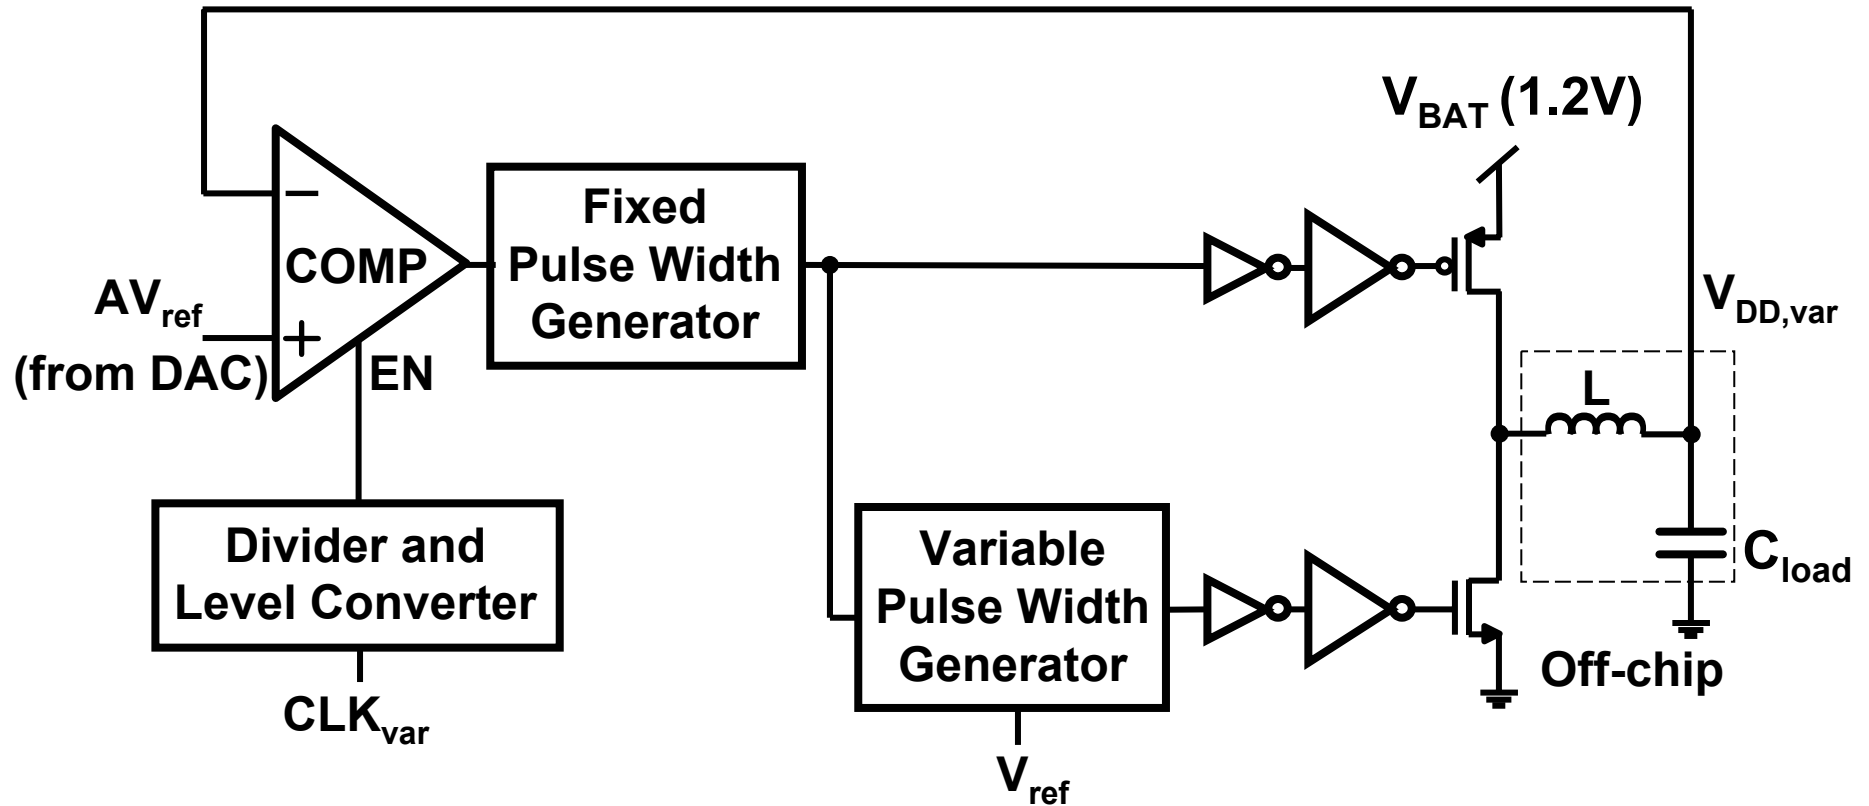 V_BAT (1.2V)
Fixed
Pulse Width
Generator
−
COMP
+
AV_ref
(from DAC)
EN
V_DD,var
L
Divider and
Level Converter
Variable
Pulse Width
Generator
C_load
Off-chip
CLK_var
V_ref